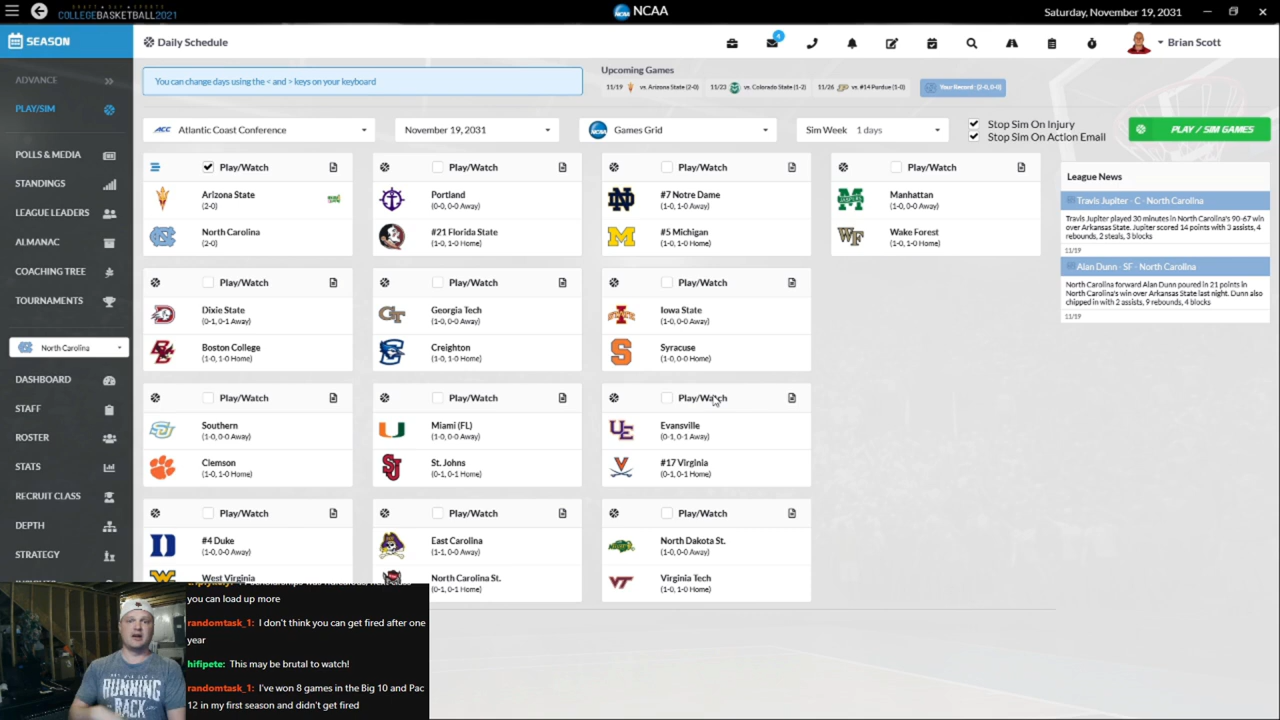 DRAFT DAY SPORTS
COLLEGEBASKETBALL2021
NCAA
Saturday, November 19, 2031
SEASON
Daily Schedule
4
Brian Scott
ADVANCE
PLAY/SIM
POLLS & MEDIA
STANDINGS
LEAGUE LEADERS
ALMANAC
COACHING TREE
TOURNAMENTS
North Carolina
DASHBOARD
STAFF
ROSTER
STATS
RECRUIT CLASS
DEPTH
STRATEGY
You can change days using the < and > keys on your keyboard
Upcoming Games
11/19 vs. Arizona State (2-0) 11/23 vs. Colorado State (1-2) 11/26 vs. #14 Purdue (1-0) Your Record: (2-0, 0-0)
Atlantic Coast Conference
November 19, 2031
Games Grid
Sim Week 1 days
Stop Sim On Injury
Stop Sim On Action Email
PLAY / SIM GAMES
Play/Watch
Arizona State
(2-0)
North Carolina
(2-0)
Play/Watch
Portland
(0-0, 0-0 Away)
#21 Florida State
(1-0, 1-0 Home)
Play/Watch
#7 Notre Dame
(1-0, 1-0 Away)
#5 Michigan
(1-0, 1-0 Home)
Play/Watch
Manhattan
(1-0, 0-0 Away)
Wake Forest
(1-0, 1-0 Home)
League News
Travis Jupiter - C - North Carolina
Travis Jupiter played 30 minutes in North Carolina's 90-67 win
over Arkansas State. Jupiter scored 14 points with 3 assists, 4
rebounds, 2 steals, 3 blocks
11/19
Alan Dunn - SF - North Carolina
North Carolina forward Alan Dunn poured in 21 points in
North Carolina's win over Arkansas State last night. Dunn also
chipped in with 2 assists, 9 rebounds, 4 blocks
11/19
Play/Watch
Dixie State
(0-1, 0-1 Away)
Boston College
(1-0, 1-0 Home)
Play/Watch
Georgia Tech
(1-0, 0-0 Away)
Creighton
(1-0, 1-0 Home)
Play/Watch
Iowa State
(1-0, 0-0 Away)
Syracuse
(1-0, 0-0 Home)
Play/Watch
Southern
(1-0, 0-0 Away)
Clemson
(1-0, 1-0 Home)
Play/Watch
Miami (FL)
(1-0, 0-0 Away)
St. Johns
(0-1, 0-1 Home)
Play/Watch
Evansville
(0-1, 0-1 Away)
#17 Virginia
(0-1, 0-1 Home)
Play/Watch
#4 Duke
(1-0, 0-0 Away)
West Virginia
Play/Watch
East Carolina
(1-1, 0-0 Away)
North Carolina St.
(0-1, 0-1 Home)
Play/Watch
North Dakota St.
(1-0, 0-0 Away)
Virginia Tech
(1-0, 1-0 Home)
you can load up more
randomtask_1: I don't think you can get fired after one
year
hifipete: This may be brutal to watch!
randomtask_1: I've won 8 games in the Big 10 and Pac
12 in my first season and didn't get fired
RUNNING
BACK